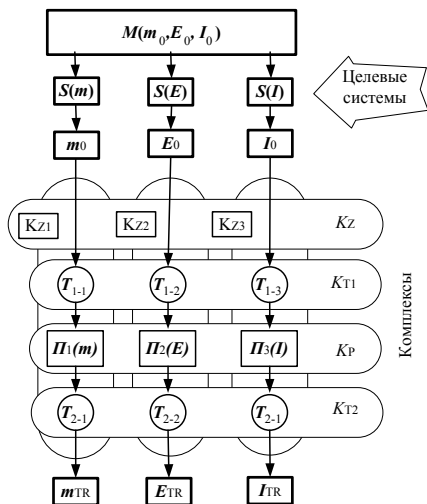 M(m0,E0,I0)
S(m) S(E) S(I)
Целевые
системы
m0 E0 I0
KZ1 KZ2 KZ3 KZ
T1-1 T1-2 T1-3 KT1
П1(m) П2(E) П3(I) KP
T2-1 T2-2 T2-1 KT2
Комплексы
mTR ETR ITR